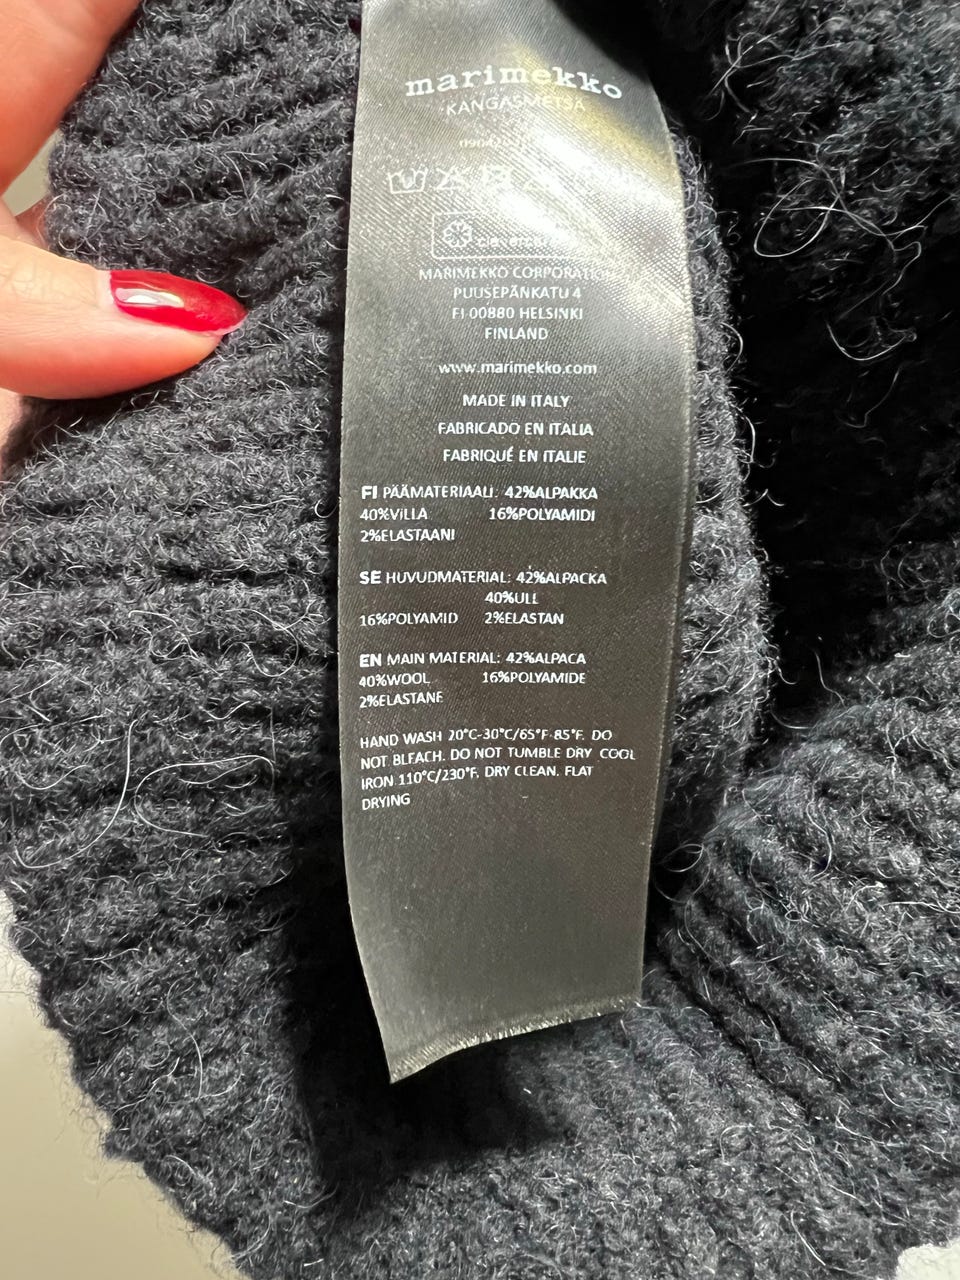 marimekko
KANGASMETSÄ
clevercare
MARIMEKKO CORPORATION
PUUSEPÄNKATU 4
FI 00880 HELSINKI
FINLAND
www.marimekko.com
MADE IN ITALY
FABRICADO EN ITALIA
FABRIQUÉ EN ITALIE
FI PÄÄMATERIAALI: 42%ALPAKKA
40%VILLA 16%POLYAMIDI
2%ELASTAANI
SE HUVUDMATERIAL: 42%ALPACKA
40%ULL
16%POLYAMID 2%ELASTAN
EN MAIN MATERIAL: 42%ALPACA
40%WOOL 16%POLYAMIDE
2%ELASTANE
HAND WASH 20°C-30°C/65°F-85°F. DO
NOT BLEACH. DO NOT TUMBLE DRY COOL
IRON 110°C/230°F. DRY CLEAN. FLAT
DRYING